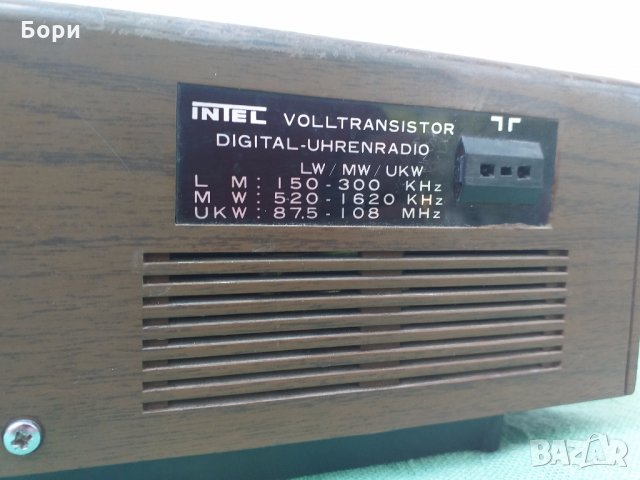 Бори
INTEL VOLLTRANSISTOR
DIGITAL-UHRENRADIO
LW/MW/UKW
L M: 150-300 KHz
M W: 520-1620 KHz
UKW: 87.5-108 MHz
BAZAR